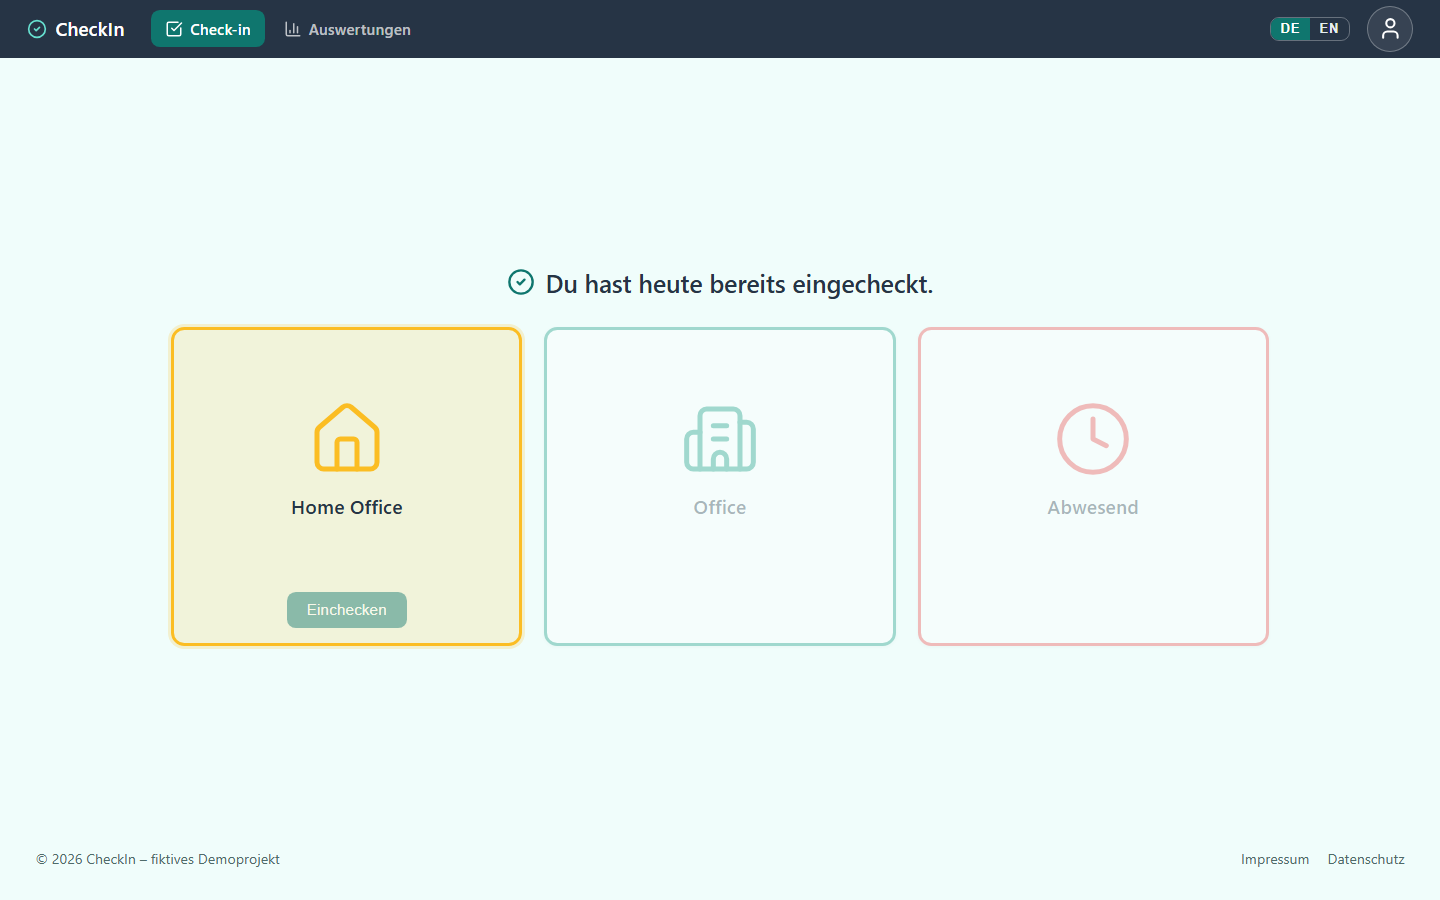 CheckIn
Check-in
Auswertungen
DE
EN
Du hast heute bereits eingecheckt.
Home Office
Einchecken
Office
Abwesend
© 2026 CheckIn – fiktives Demoprojekt
Impressum
Datenschutz